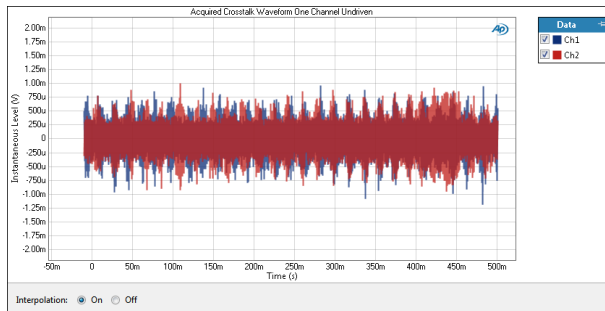 Acquired Crosstalk Waveform One Channel Undriven
AP
Data
Ch1
Ch2
Instantaneous Level (V)
2.00m
1.75m
1.50m
1.25m
1.00m
750u
500u
250u
0
-250u
-500u
-750u
-1.00m
-1.25m
-1.50m
-1.75m
-2.00m
-50m 0 50m 100m 150m 200m 250m 300m 350m 400m 450m 500m
Time (s)
Interpolation: On Off